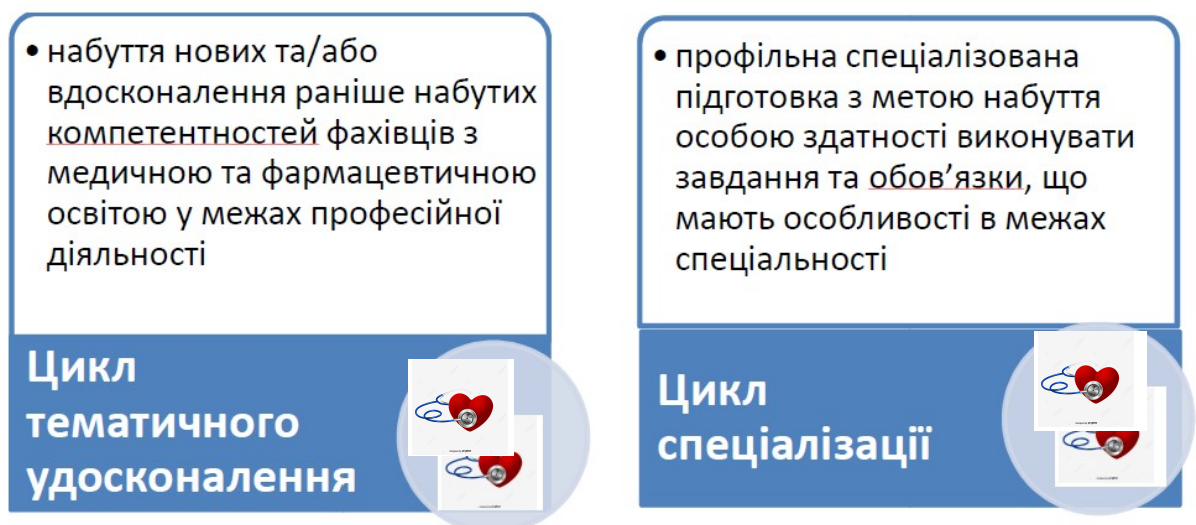 • набуття нових та/або
вдосконалення раніше набутих
компетентностей фахівців з
медичною та фармацевтичною
освітою у межах професійної
діяльності
Цикл
тематичного
удосконалення
• профільна спеціалізована
підготовка з метою набуття
особою здатності виконувати
завдання та обов’язки, що
мають особливості в межах
спеціальності
Цикл
спеціалізації